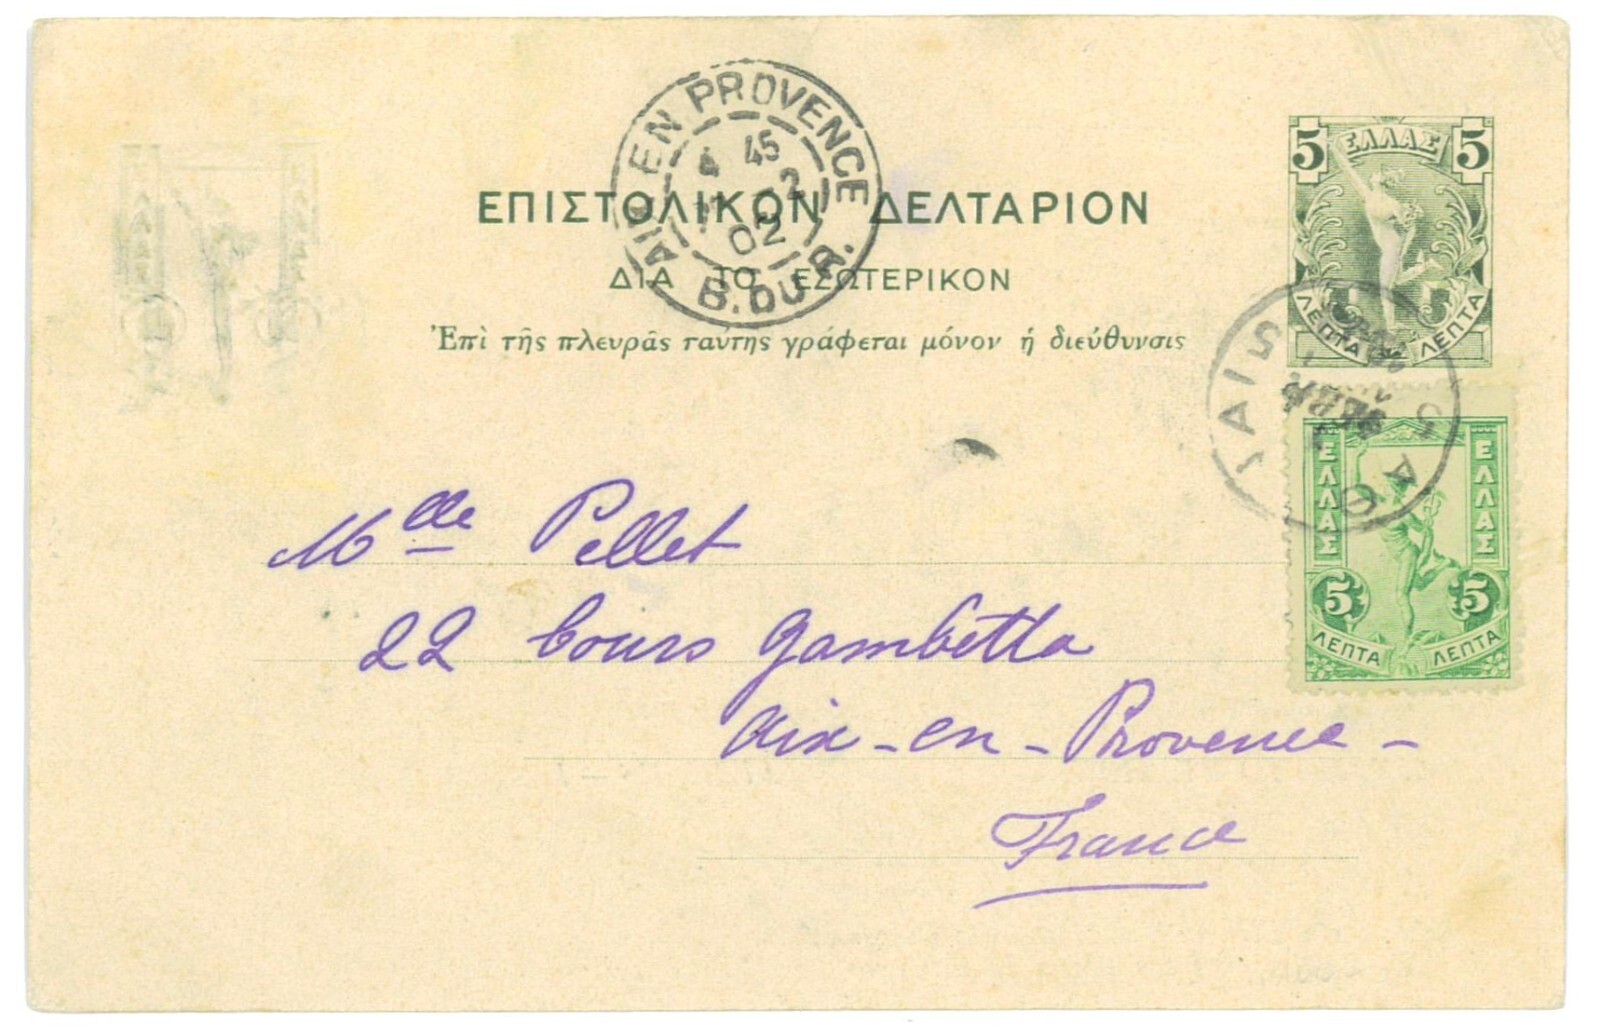 AIX EN PROVENCE
4 45
02
B. DU R.
ΕΠΙΣΤΟΛΙΚΟΝ ΔΕΛΤΑΡΙΟΝ
ΔΙΑ ΤΟ ΕΣΩΤΕΡΙΚΟΝ
Ἐπὶ τῆς πλευρᾶς ταύτης γράφεται μόνον ἡ διεύθυνσις
5 ΕΛΛΑΣ 5
5 5
ΛΕΠΤΑ ΛΕΠΤΑ
ΕΛΛΑΣ ΕΛΛΑΣ
5 5
ΛΕΠΤΑ ΛΕΠΤΑ
Mlle Pellet
22 Cours Gambetta
Aix-en-Provence-
France